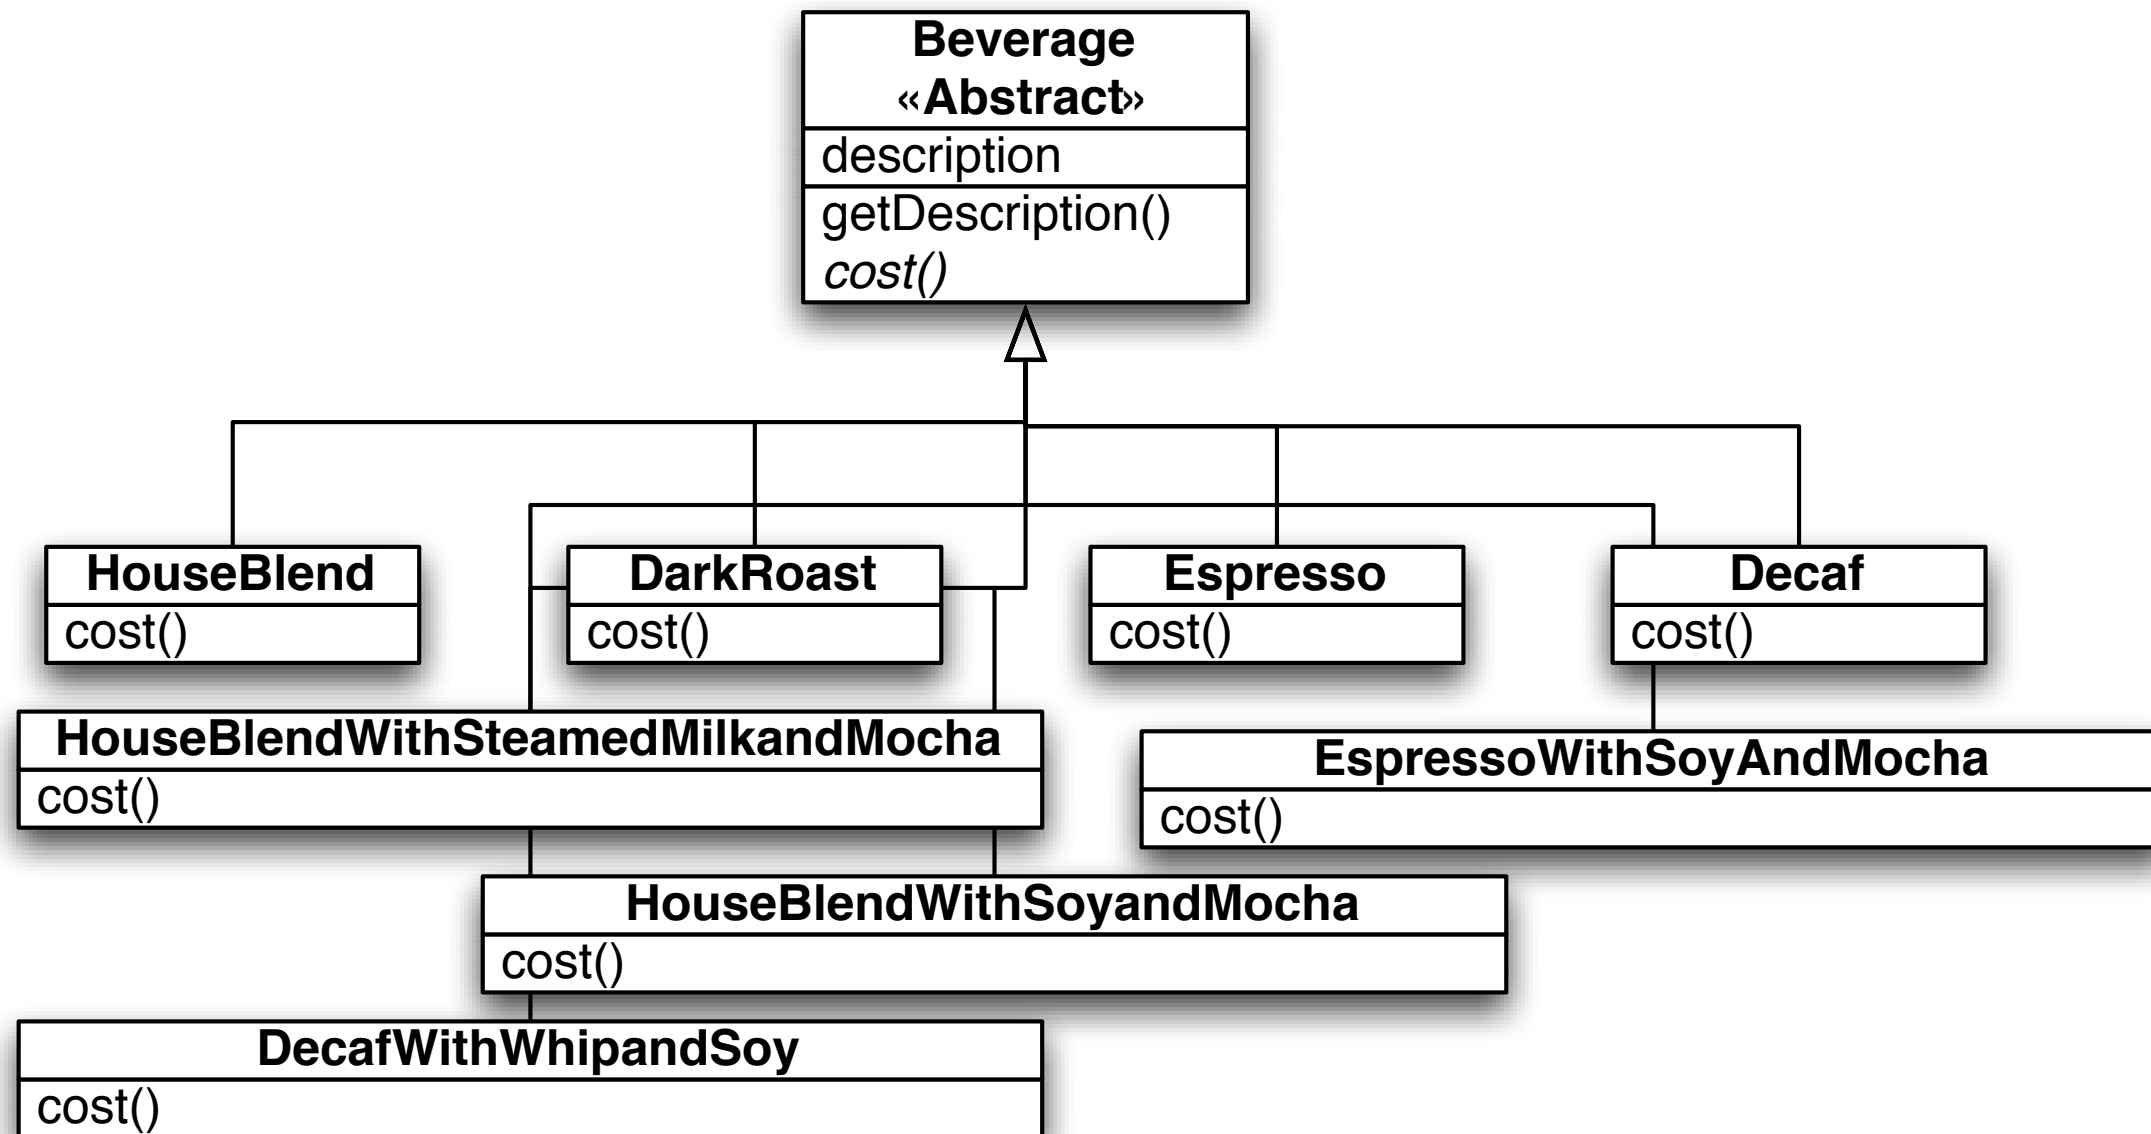 Beverage
«Abstract»
description
getDescription()
cost()
HouseBlend
cost()
DarkRoast
cost()
Espresso
cost()
Decaf
cost()
HouseBlendWithSteamedMilkandMocha
cost()
EspressoWithSoyAndMocha
cost()
HouseBlendWithSoyandMocha
cost()
DecafWithWhipandSoy
cost()